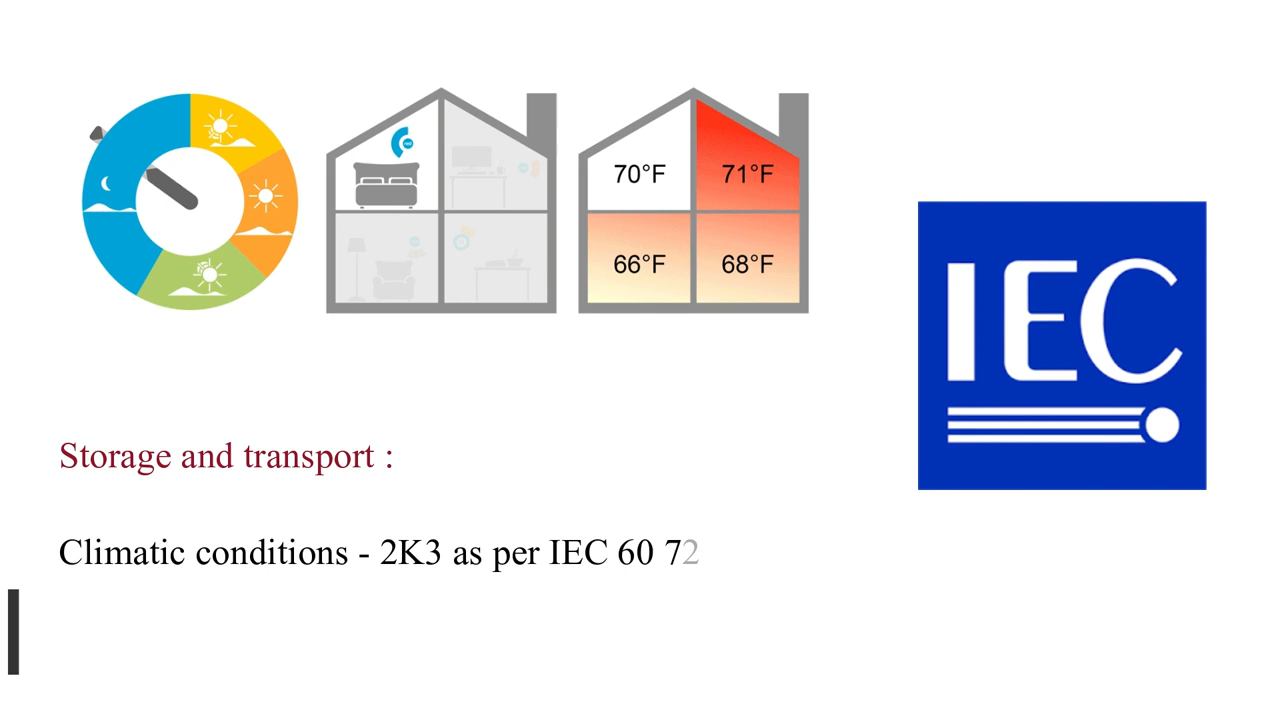 70°F 71°F
66°F 68°F
IEC
Storage and transport :
Climatic conditions - 2K3 as per IEC 60 72